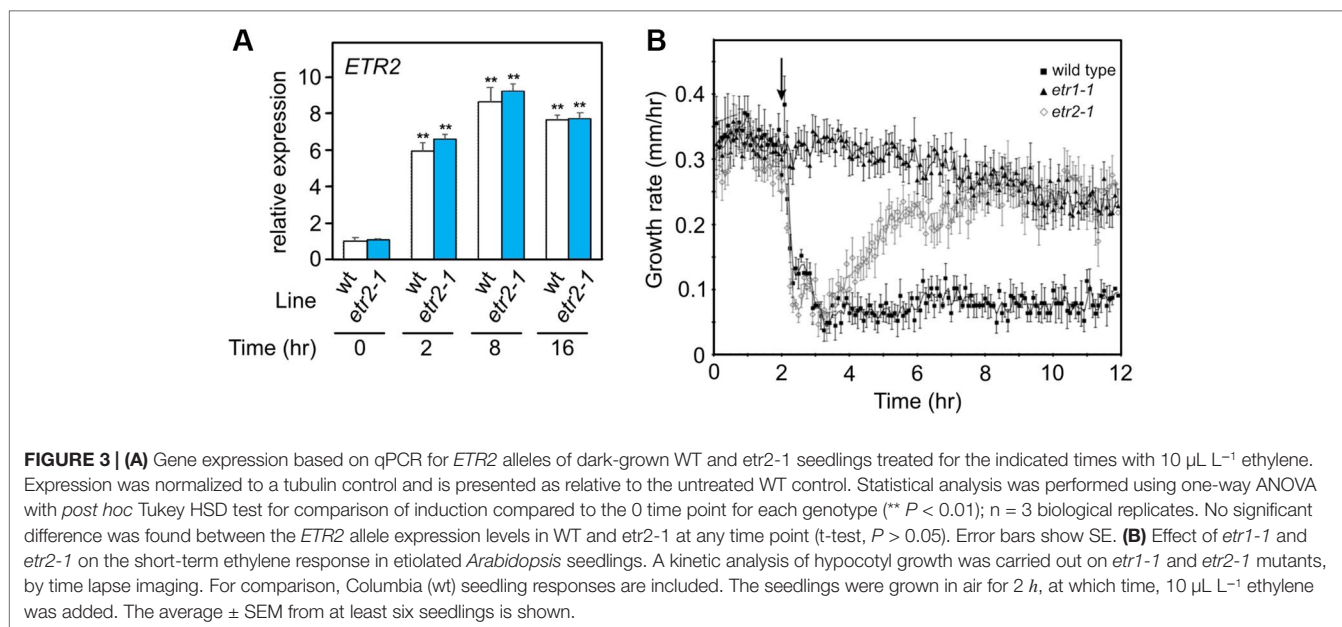 A
ETR2
relative expression
10
8
6
4
2
0
** ** ** ** ** **
Line
wt etr2-1 wt etr2-1 wt etr2-1 wt etr2-1
Time (hr) 0 2 8 16
B
wild type
etr1-1
etr2-1
Growth rate (mm/hr)
0.4
0.3
0.2
0.1
0
0 2 4 6 8 10 12
Time (hr)
FIGURE 3 | (A) Gene expression based on qPCR for ETR2 alleles of dark-grown WT and etr2-1 seedlings treated for the indicated times with 10 µL L⁻¹ ethylene.
Expression was normalized to a tubulin control and is presented as relative to the untreated WT control. Statistical analysis was performed using one-way ANOVA
with post hoc Tukey HSD test for comparison of induction compared to the 0 time point for each genotype (** P < 0.01); n = 3 biological replicates. No significant
difference was found between the ETR2 allele expression levels in WT and etr2-1 at any time point (t-test, P > 0.05). Error bars show SE. (B) Effect of etr1-1 and
etr2-1 on the short-term ethylene response in etiolated Arabidopsis seedlings. A kinetic analysis of hypocotyl growth was carried out on etr1-1 and etr2-1 mutants,
by time lapse imaging. For comparison, Columbia (wt) seedling responses are included. The seedlings were grown in air for 2 h, at which time, 10 µL L⁻¹ ethylene
was added. The average ± SEM from at least six seedlings is shown.